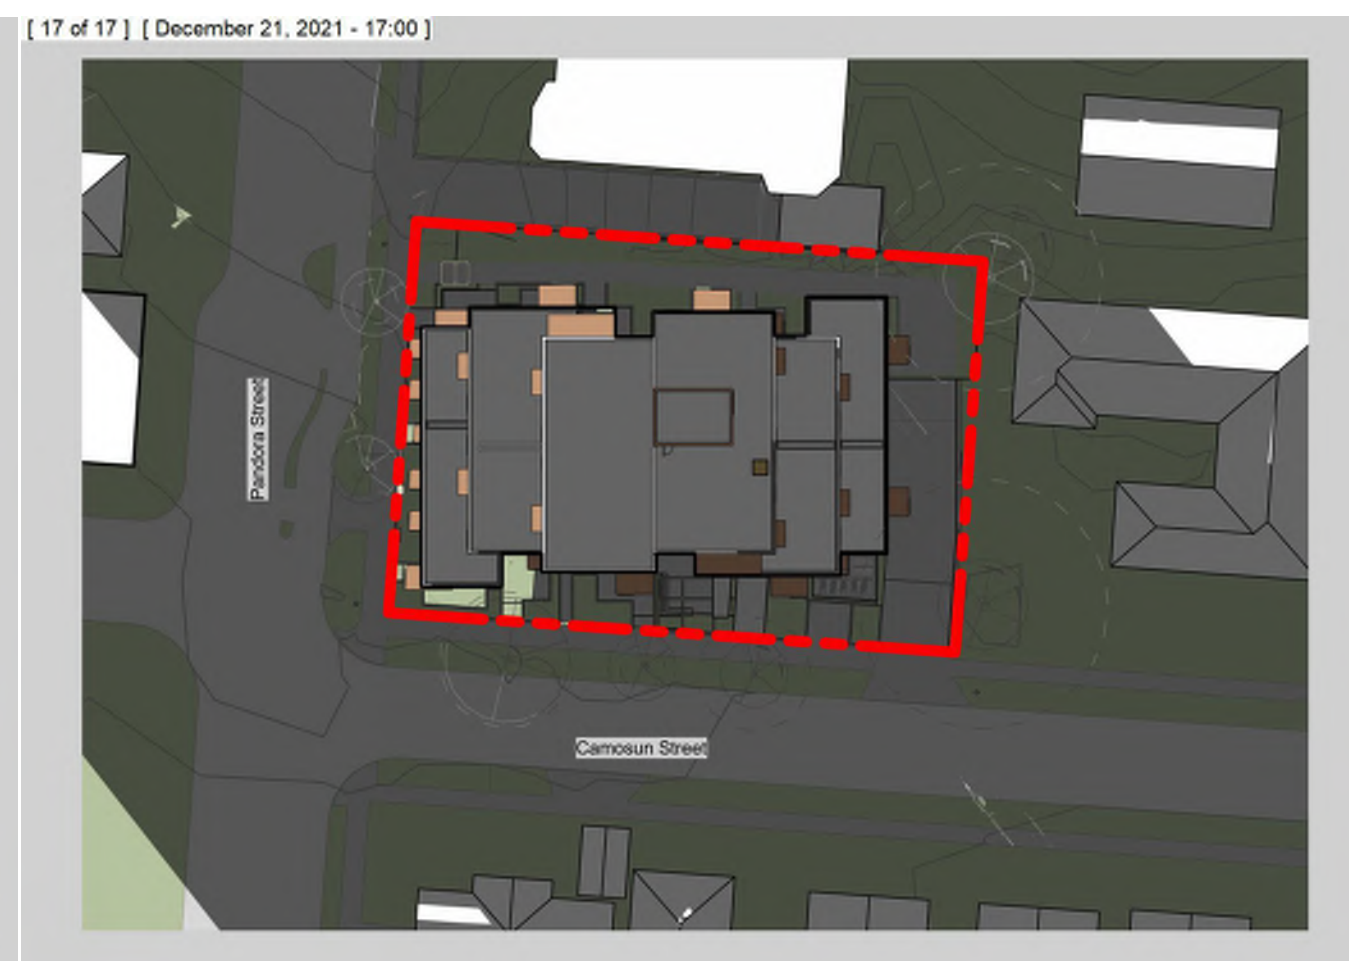 [ 17 of 17 ] [ December 21, 2021 - 17:00 ]
Pandora Street
Camosun Street